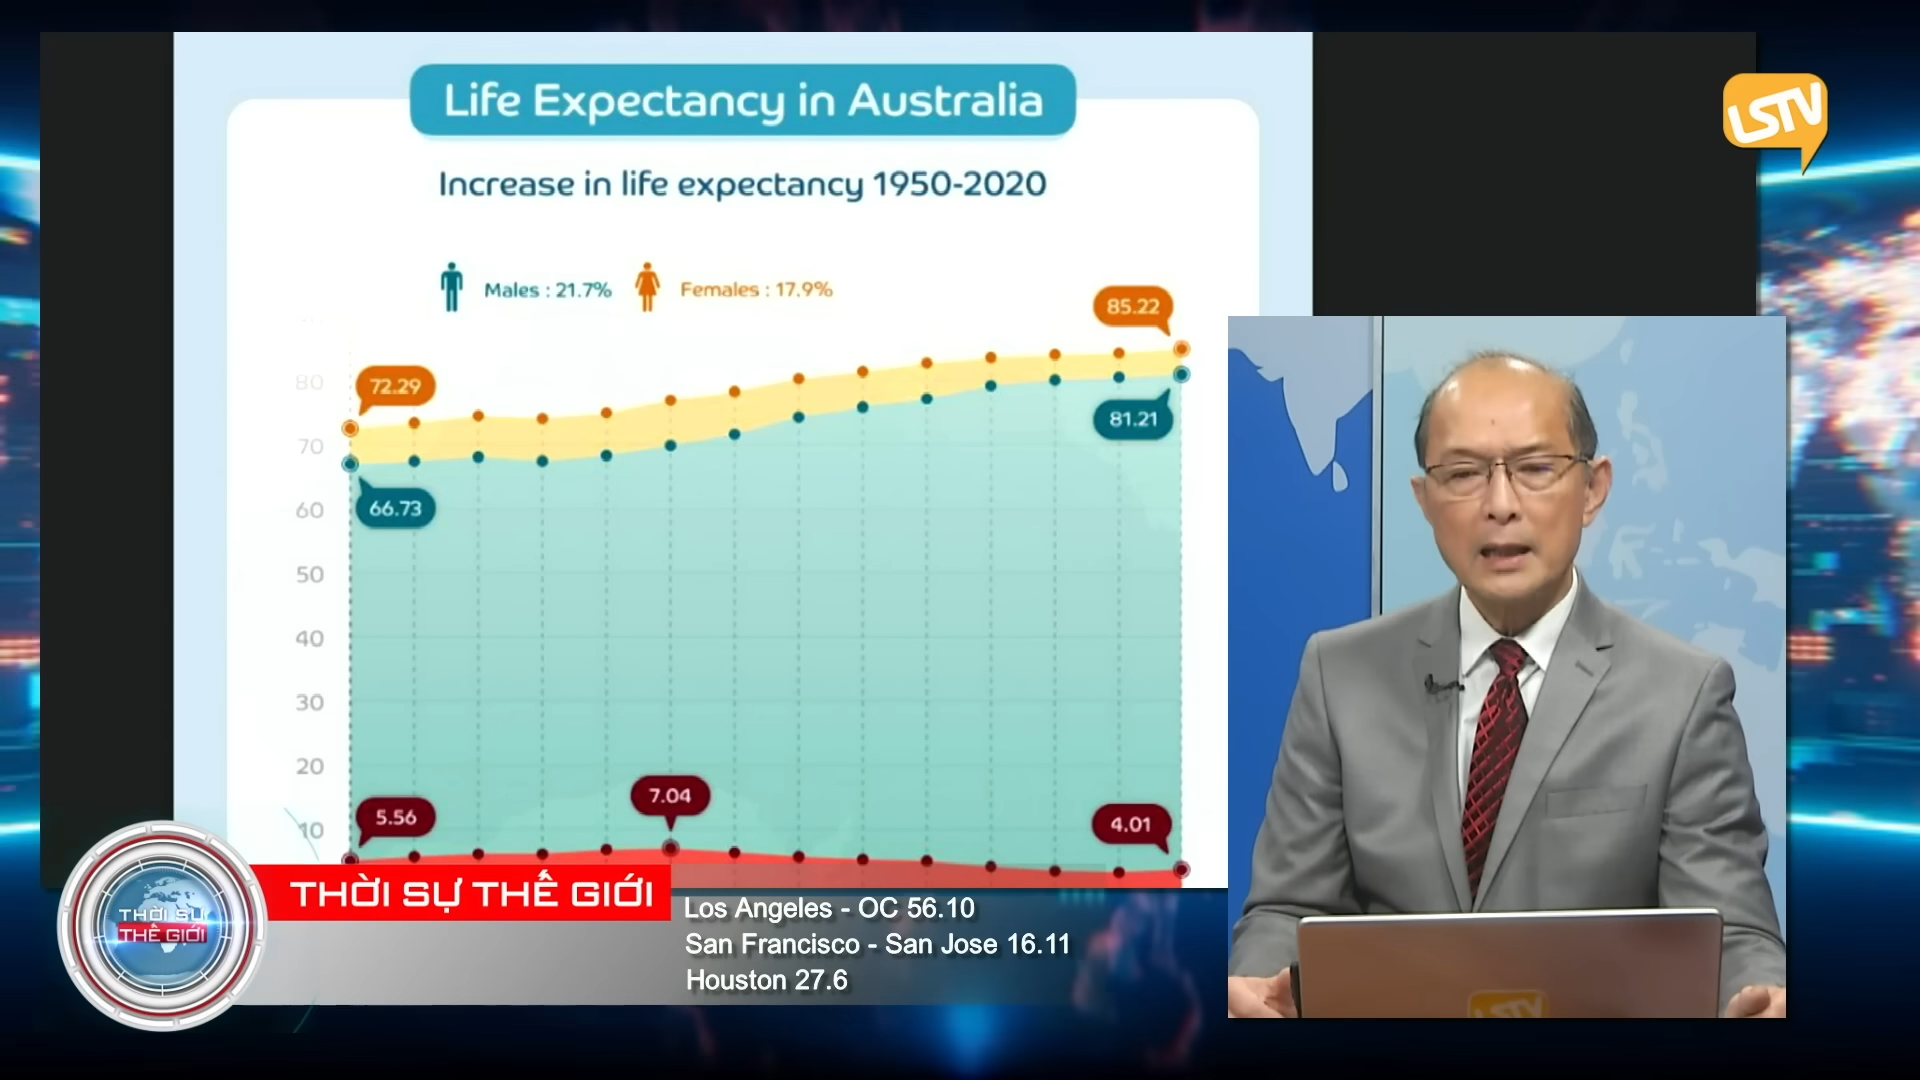 Life Expectancy in Australia
LSTV
Increase in life expectancy 1950-2020
Males : 21.7%
Females : 17.9%
85.22
80
72.29
81.21
70
66.73
60
50
40
30
20
7.04
5.56
4.01
10
THỜI SỰ THẾ GIỚI
THỜI SỰ
THẾ GIỚI
Los Angeles - OC 56.10
San Francisco - San Jose 16.11
Houston 27.6
LSTV